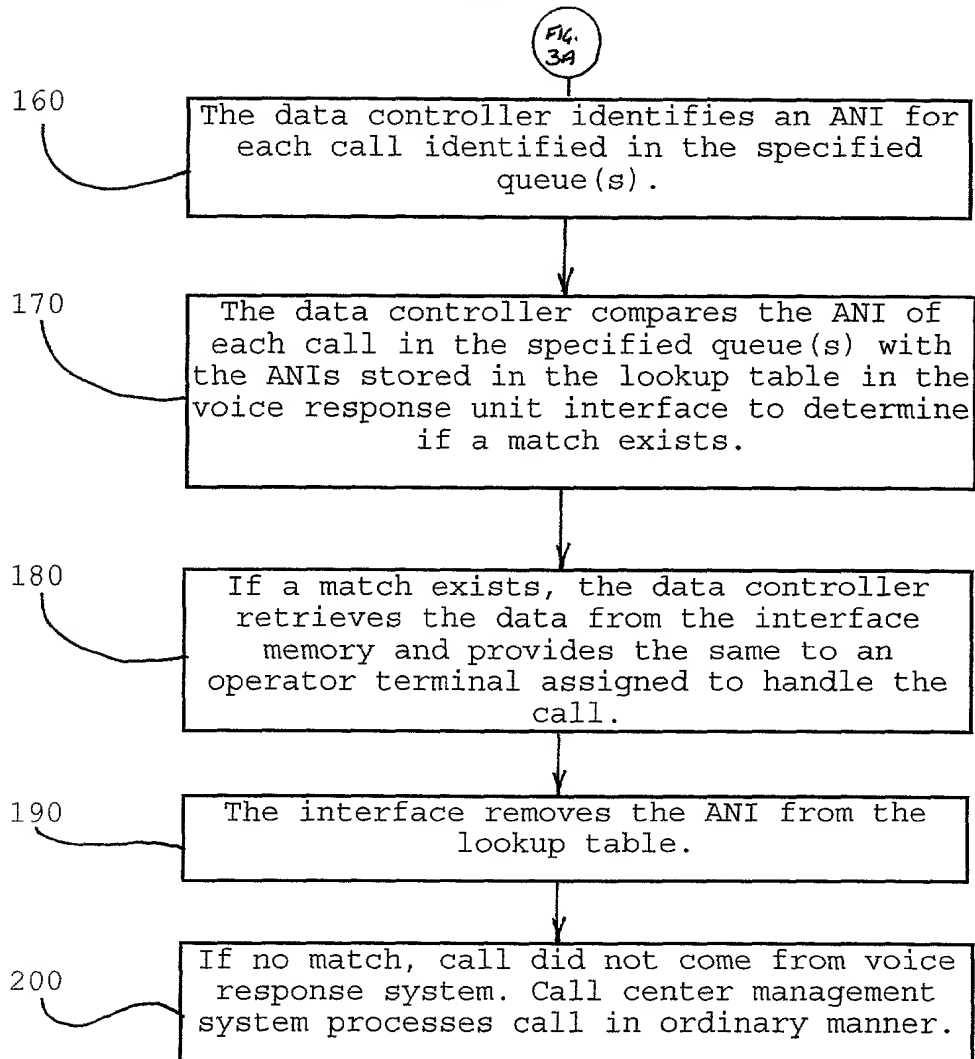 FIG.
3A
160
The data controller identifies an ANI for
each call identified in the specified
queue(s).
170
The data controller compares the ANI of
each call in the specified queue(s) with
the ANIs stored in the lookup table in the
voice response unit interface to determine
if a match exists.
180
If a match exists, the data controller
retrieves the data from the interface
memory and provides the same to an
operator terminal assigned to handle the
call.
190
The interface removes the ANI from the
lookup table.
200
If no match, call did not come from voice
response system. Call center management
system processes call in ordinary manner.